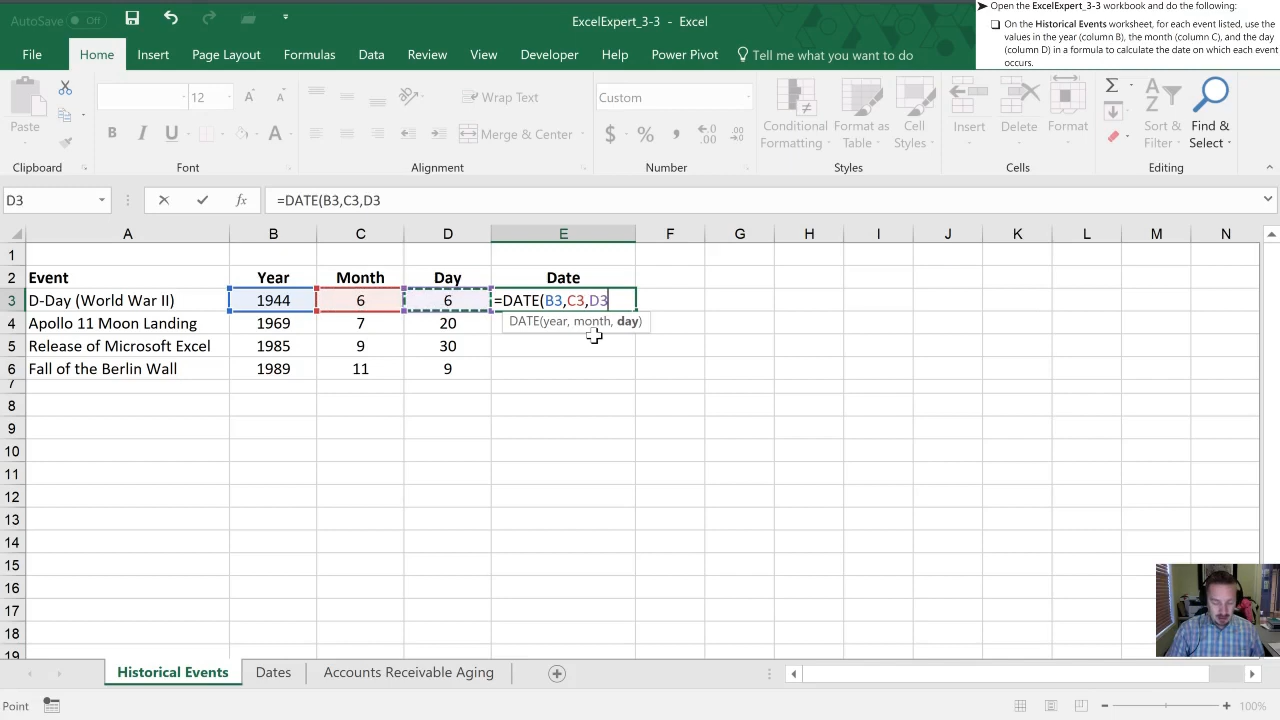 AutoSave Off
ExcelExpert_3-3 - Excel
➤ Open the ExcelExpert_3-3 workbook and do the following:
❑ On the Historical Events worksheet, for each event listed, use the
values in the year (column B), the month (column C), and the day
(column D) in a formula to calculate the date on which each event
occurs.
File Home Insert Page Layout Formulas Data Review View Developer Help Power Pivot Tell me what you want to do
Paste
12
B I U A
Wrap Text
Merge & Center
Custom
$ % , .00 .00
Conditional
Formatting
Format as
Table
Cell
Styles
Insert
Delete
Format
Sort &
Filter
Find &
Select
Clipboard Font Alignment Number Styles Cells Editing
D3 fx =DATE(B3,C3,D3
A B C D E F G H I J K L M N
1
2 Event Year Month Day Date
3 D-Day (World War II) 1944 6 6 =DATE(B3,C3,D3
DATE(year, month, day)
4 Apollo 11 Moon Landing 1969 7 20
5 Release of Microsoft Excel 1985 9 30
6 Fall of the Berlin Wall 1989 11 9
7
8
9
10
11
12
13
14
15
16
17
18
19
Historical Events Dates Accounts Receivable Aging
Point 100%